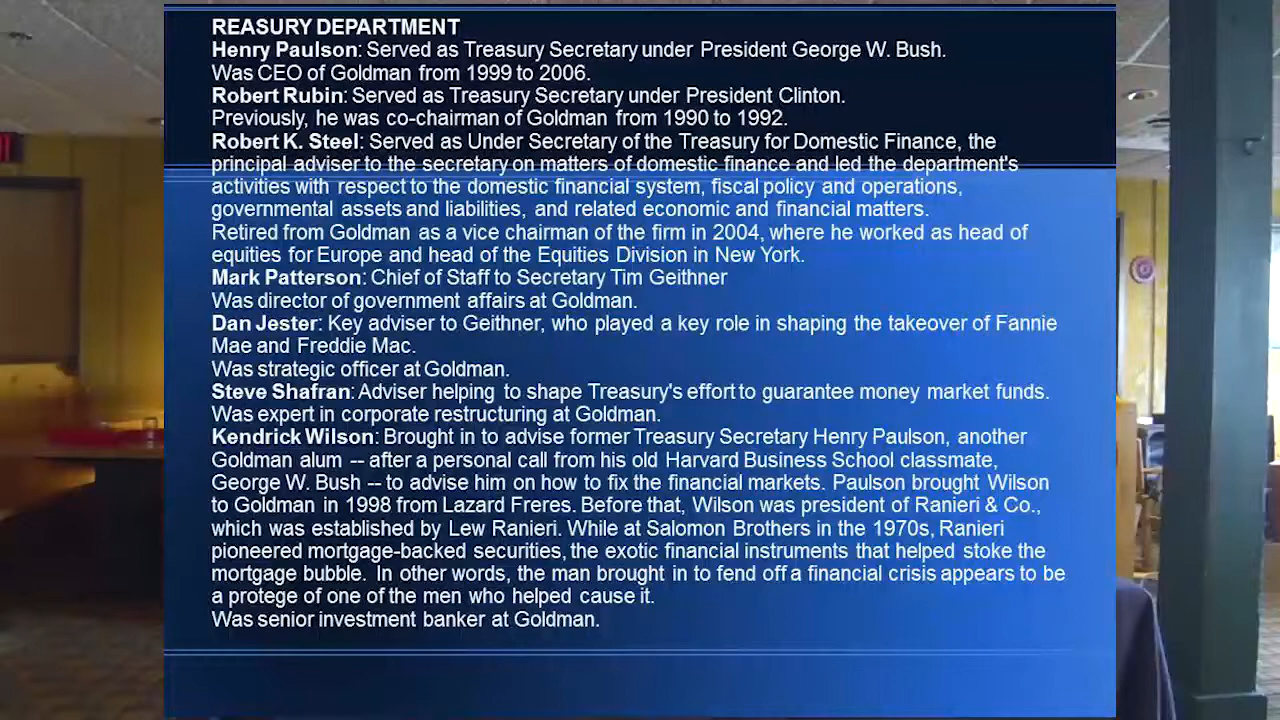 REASURY DEPARTMENT
Henry Paulson: Served as Treasury Secretary under President George W. Bush.
Was CEO of Goldman from 1999 to 2006.
Robert Rubin: Served as Treasury Secretary under President Clinton.
Previously, he was co-chairman of Goldman from 1990 to 1992.
Robert K. Steel: Served as Under Secretary of the Treasury for Domestic Finance, the
principal adviser to the secretary on matters of domestic finance and led the department's
activities with respect to the domestic financial system, fiscal policy and operations,
governmental assets and liabilities, and related economic and financial matters.
Retired from Goldman as a vice chairman of the firm in 2004, where he worked as head of
equities for Europe and head of the Equities Division in New York.
Mark Patterson: Chief of Staff to Secretary Tim Geithner
Was director of government affairs at Goldman.
Dan Jester: Key adviser to Geithner, who played a key role in shaping the takeover of Fannie
Mae and Freddie Mac.
Was strategic officer at Goldman.
Steve Shafran: Adviser helping to shape Treasury's effort to guarantee money market funds.
Was expert in corporate restructuring at Goldman.
Kendrick Wilson: Brought in to advise former Treasury Secretary Henry Paulson, another
Goldman alum -- after a personal call from his old Harvard Business School classmate,
George W. Bush -- to advise him on how to fix the financial markets. Paulson brought Wilson
to Goldman in 1998 from Lazard Freres. Before that, Wilson was president of Ranieri & Co.,
which was established by Lew Ranieri. While at Salomon Brothers in the 1970s, Ranieri
pioneered mortgage-backed securities, the exotic financial instruments that helped stoke the
mortgage bubble. In other words, the man brought in to fend off a financial crisis appears to be
a protege of one of the men who helped cause it.
Was senior investment banker at Goldman.